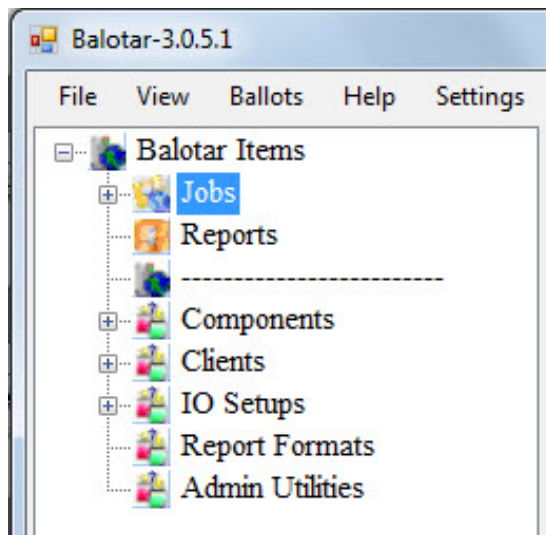 Balotar-3.0.5.1
File View Ballots Help Settings
Balotar Items
Jobs
Reports
-------------------------
Components
Clients
IO Setups
Report Formats
Admin Utilities